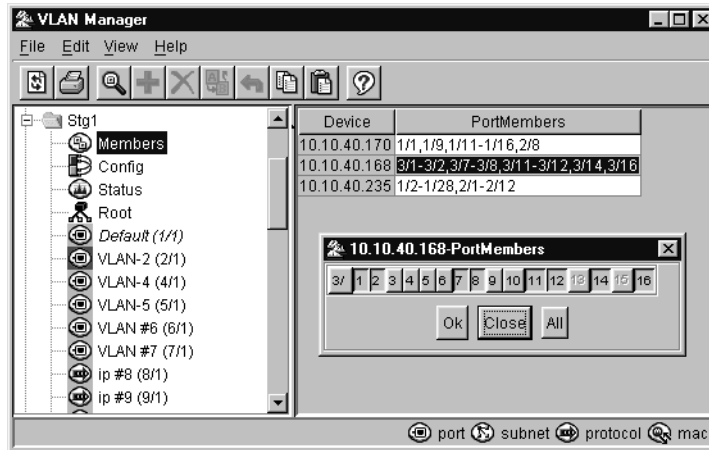 VLAN Manager
File Edit View Help
Stg1
Members
Config
Status
Root
Default (1/1)
VLAN-2 (2/1)
VLAN-4 (4/1)
VLAN-5 (5/1)
VLAN #6 (6/1)
VLAN #7 (7/1)
ip #8 (8/1)
ip #9 (9/1)
Device PortMembers
10.10.40.170 1/1,1/9,1/11-1/16,2/8
10.10.40.168 3/1-3/2,3/7-3/8,3/11-3/12,3/14,3/16
10.10.40.235 1/2-1/28,2/1-2/12
10.10.40.168-PortMembers
3/ 1 2 3 4 5 6 7 8 9 10 11 12 13 14 15 16
Ok Close All
port subnet protocol mac